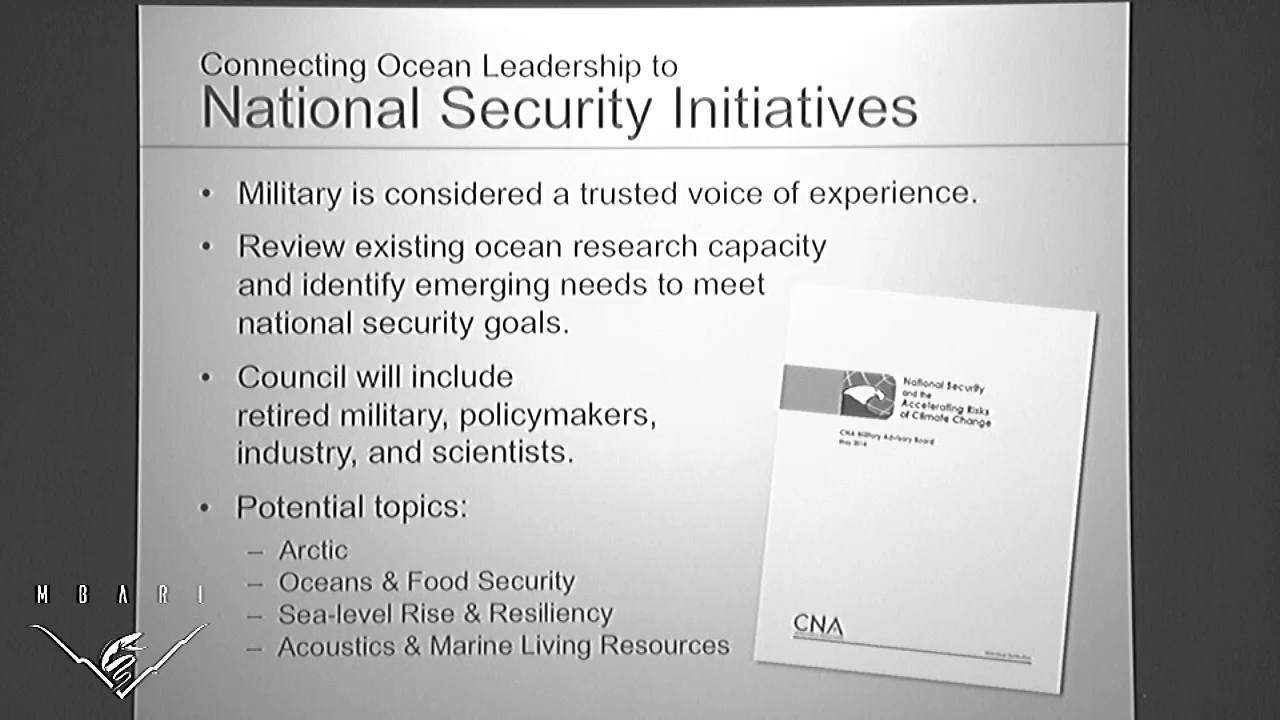 Connecting Ocean Leadership to
National Security Initiatives
• Military is considered a trusted voice of experience.
• Review existing ocean research capacity
and identify emerging needs to meet
national security goals.
• Council will include
retired military, policymakers,
industry, and scientists.
• Potential topics:
– Arctic
– Oceans & Food Security
– Sea-level Rise & Resiliency
– Acoustics & Marine Living Resources
National Security
and the
Accelerating Risks
of Climate Change
CNA Military Advisory Board
May 2014
CNA
MBARI